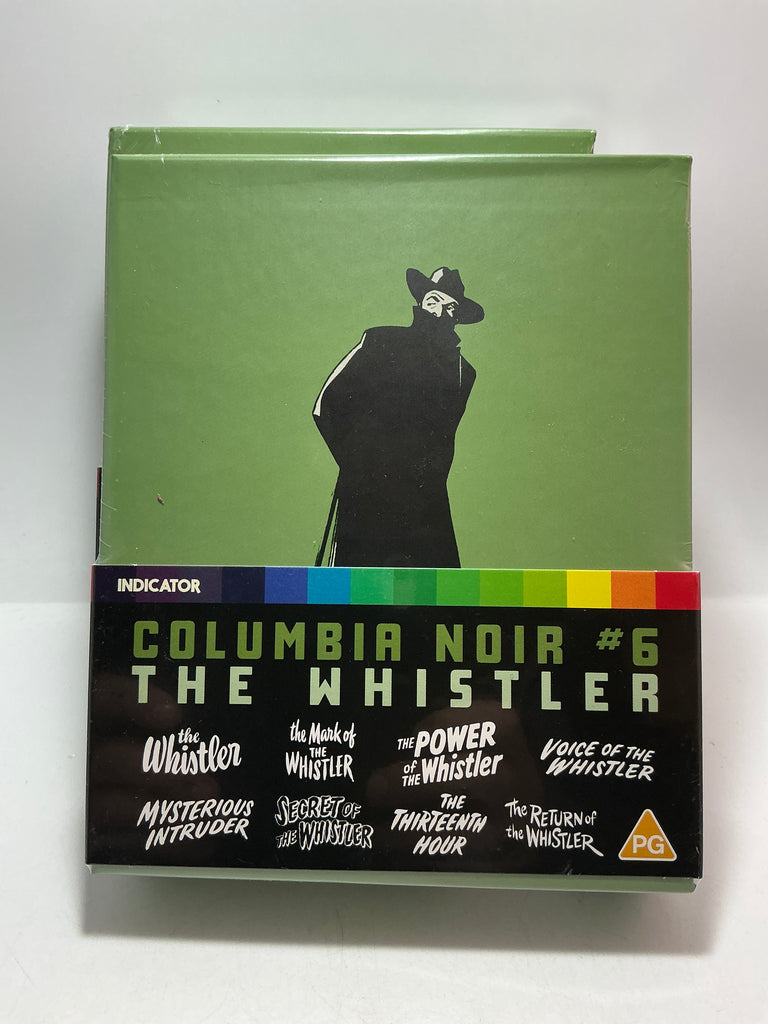 INDICATOR
COLUMBIA NOIR #6
THE WHISTLER
the
Whistler
the Mark of
THE
WHISTLER
THE POWER
of
THE Whistler
VOICE OF THE
WHISTLER
MYSTERIOUS
INTRUDER
SECRET OF
THE WHISTLER
THE
THIRTEENTH
HOUR
The RETURN of
the WHISTLER
PG